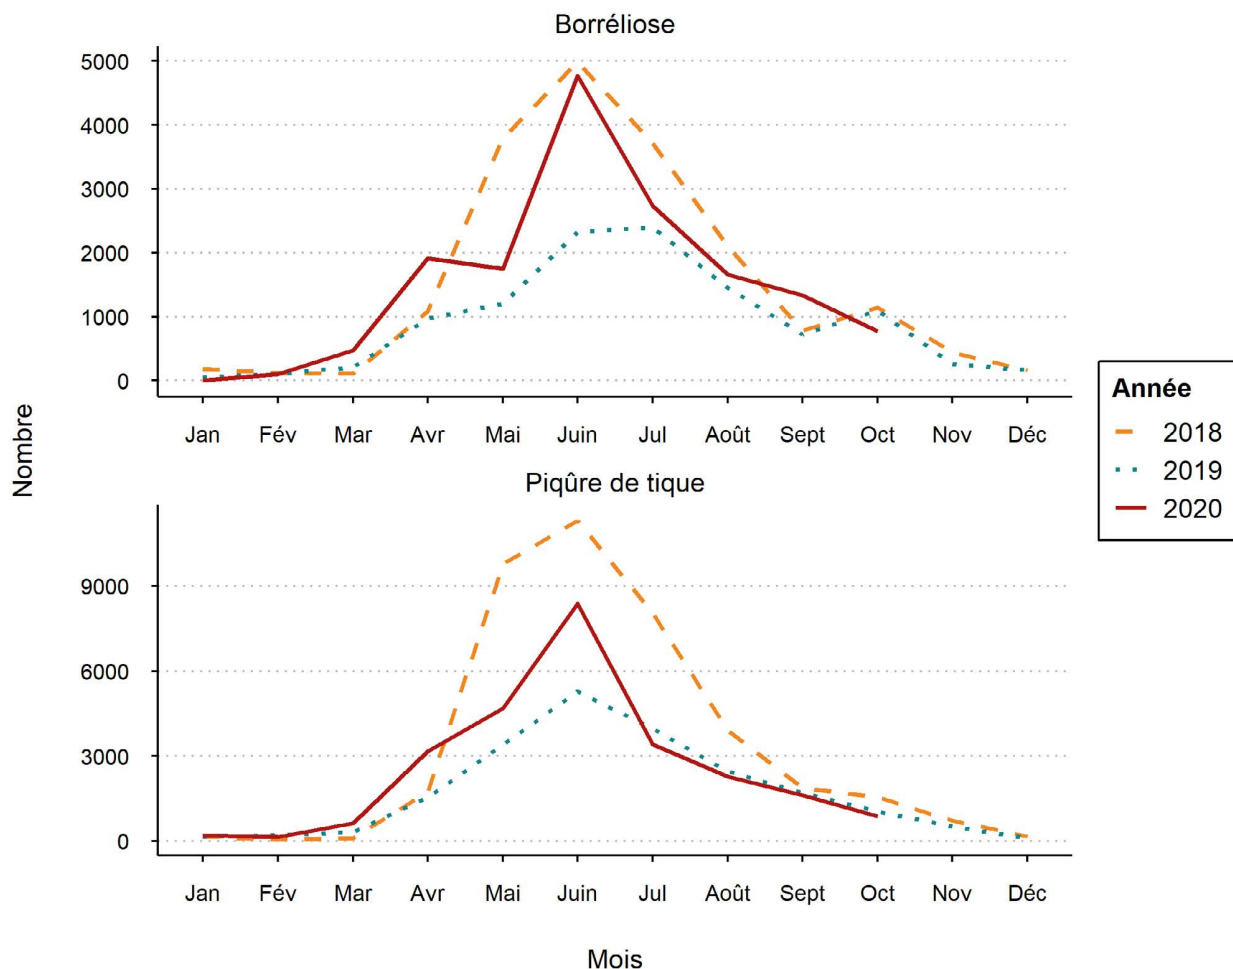 Borréliose
5000
4000
3000
2000
1000
0
Jan Fév Mar Avr Mai Juin Jul Août Sept Oct Nov Déc
Nombre
Année
2018
2019
2020
Piqûre de tique
9000
6000
3000
0
Jan Fév Mar Avr Mai Juin Jul Août Sept Oct Nov Déc
Mois